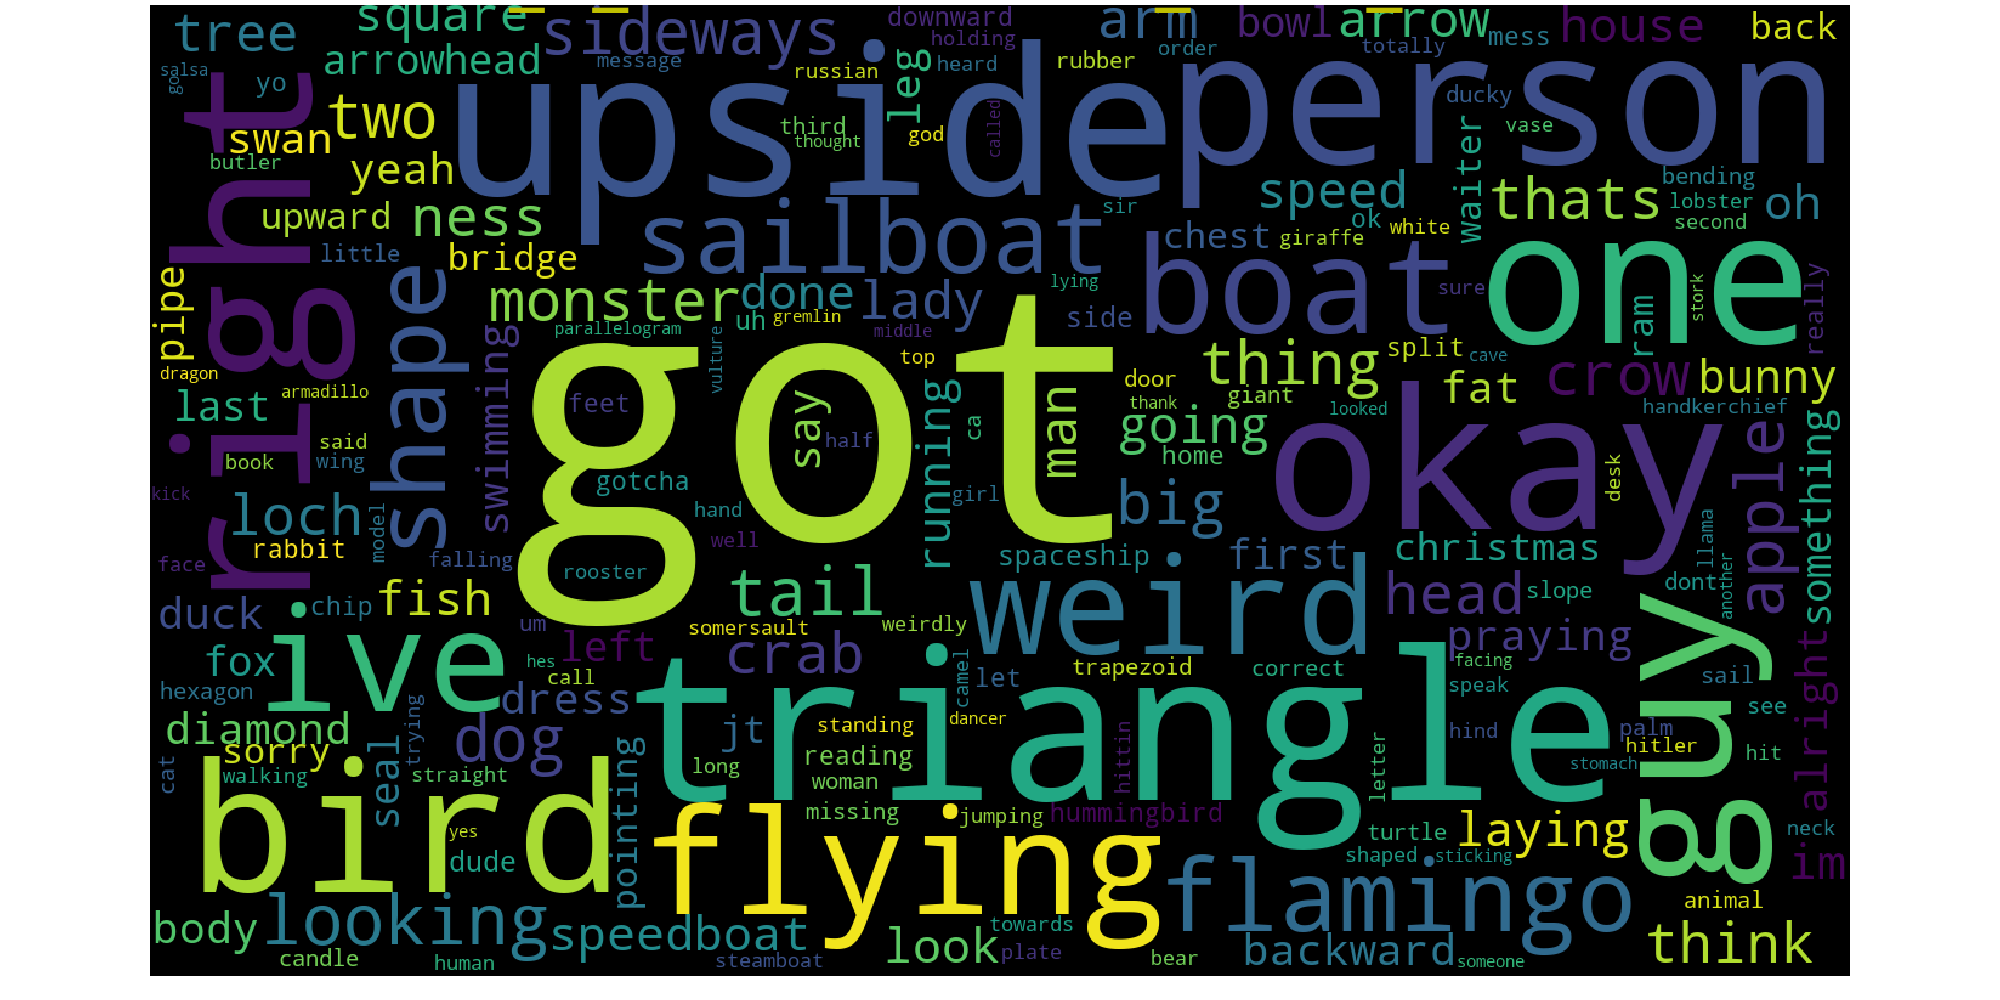 square
downward
arm
bowl
arrow
house
back
tree
sideways
holding
order
totally
mess
arrowhead
message
heard
rubber
salsa
go
yo
russian
leg
upside
person
ducky
two
third
thought
god
called
vase
swan
butler
yeah
waiter
bending
right
speed
thats
lobster
oh
upward
ness
sir
ok
white
second
sailboat
chest
giraffe
little
bridge
boat
one
pipe
shape
monster
done
lady
lying
side
sure
ram
stork
really
uh
gremlin
parallelogram
middle
swimming
vulture
top
thing
split
cave
crow
bunny
dragon
armadillo
got
door
fat
last
feet
say
man
running
thank
giant
looked
handkerchief
half
ca
going
okay
apple
something
said
book
wing
home
desk
loch
gotcha
girl
big
kick
model
hand
llama
rabbit
falling
well
spaceship
first
christmas
face
rooster
weird
head
slope
dont
another
duck
chip
fish
tail
um
somersault
weirdly
guy
ive
left
crab
praying
alright
fox
hes
call
camel
let
trapezoid
correct
facing
hexagon
dress
triangle
speak
sail
diamond
trying
dog
jt
standing
dancer
hittin
hind
palm
see
sorry
seal
pointing
reading
letter
hitler
hit
cat
walking
straight
long
woman
stomach
bird
missing
flying
jumping
hummingbird
yes
turtle
laying
neck
dude
shaped
sticking
im
looking
flamingo
animal
body
speedboat
look
towards
backward
think
candle
human
steamboat
plate
bear
someone